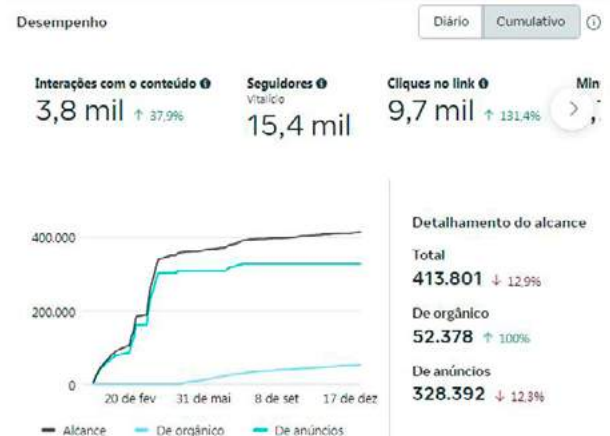 Desempenho
Diário Cumulativo
Interações com o conteúdo
3,8 mil ↑ 37,9%
Seguidores
Vitalício
15,4 mil
Cliques no link
9,7 mil ↑ 131,4%
Min
400.000
200.000
0
20 de fev 31 de mai 8 de set 17 de dez
Alcance De orgânico De anúncios
Detalhamento do alcance
Total
413.801 ↓ 12,9%
De orgânico
52.378 ↑ 100%
De anúncios
328.392 ↓ 12,3%